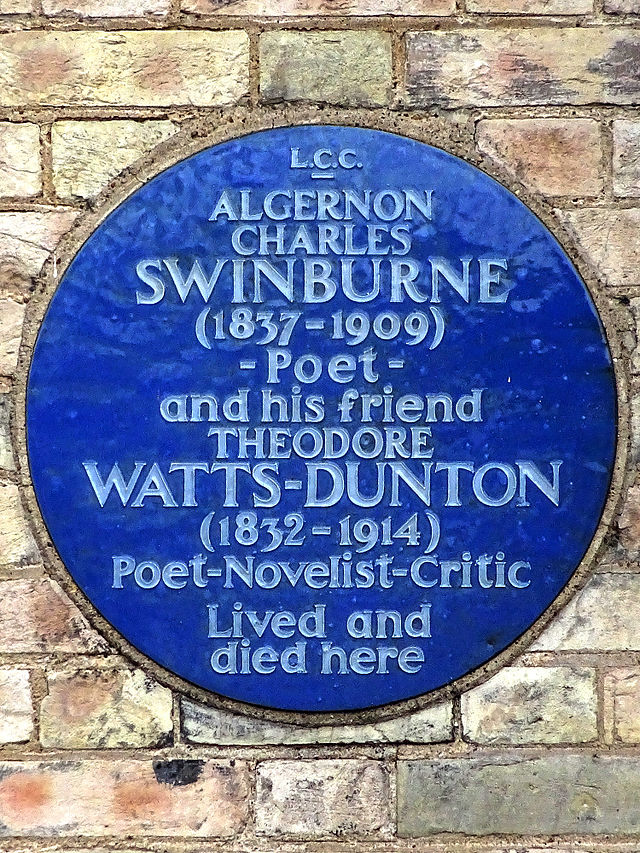 L.C.C.
ALGERNON
CHARLES
SWINBURNE
(1837-1909)
-Poet-
and his friend
THEODORE
WATTS-DUNTON
(1832-1914)
Poet-Novelist-Critic
Lived and
died here